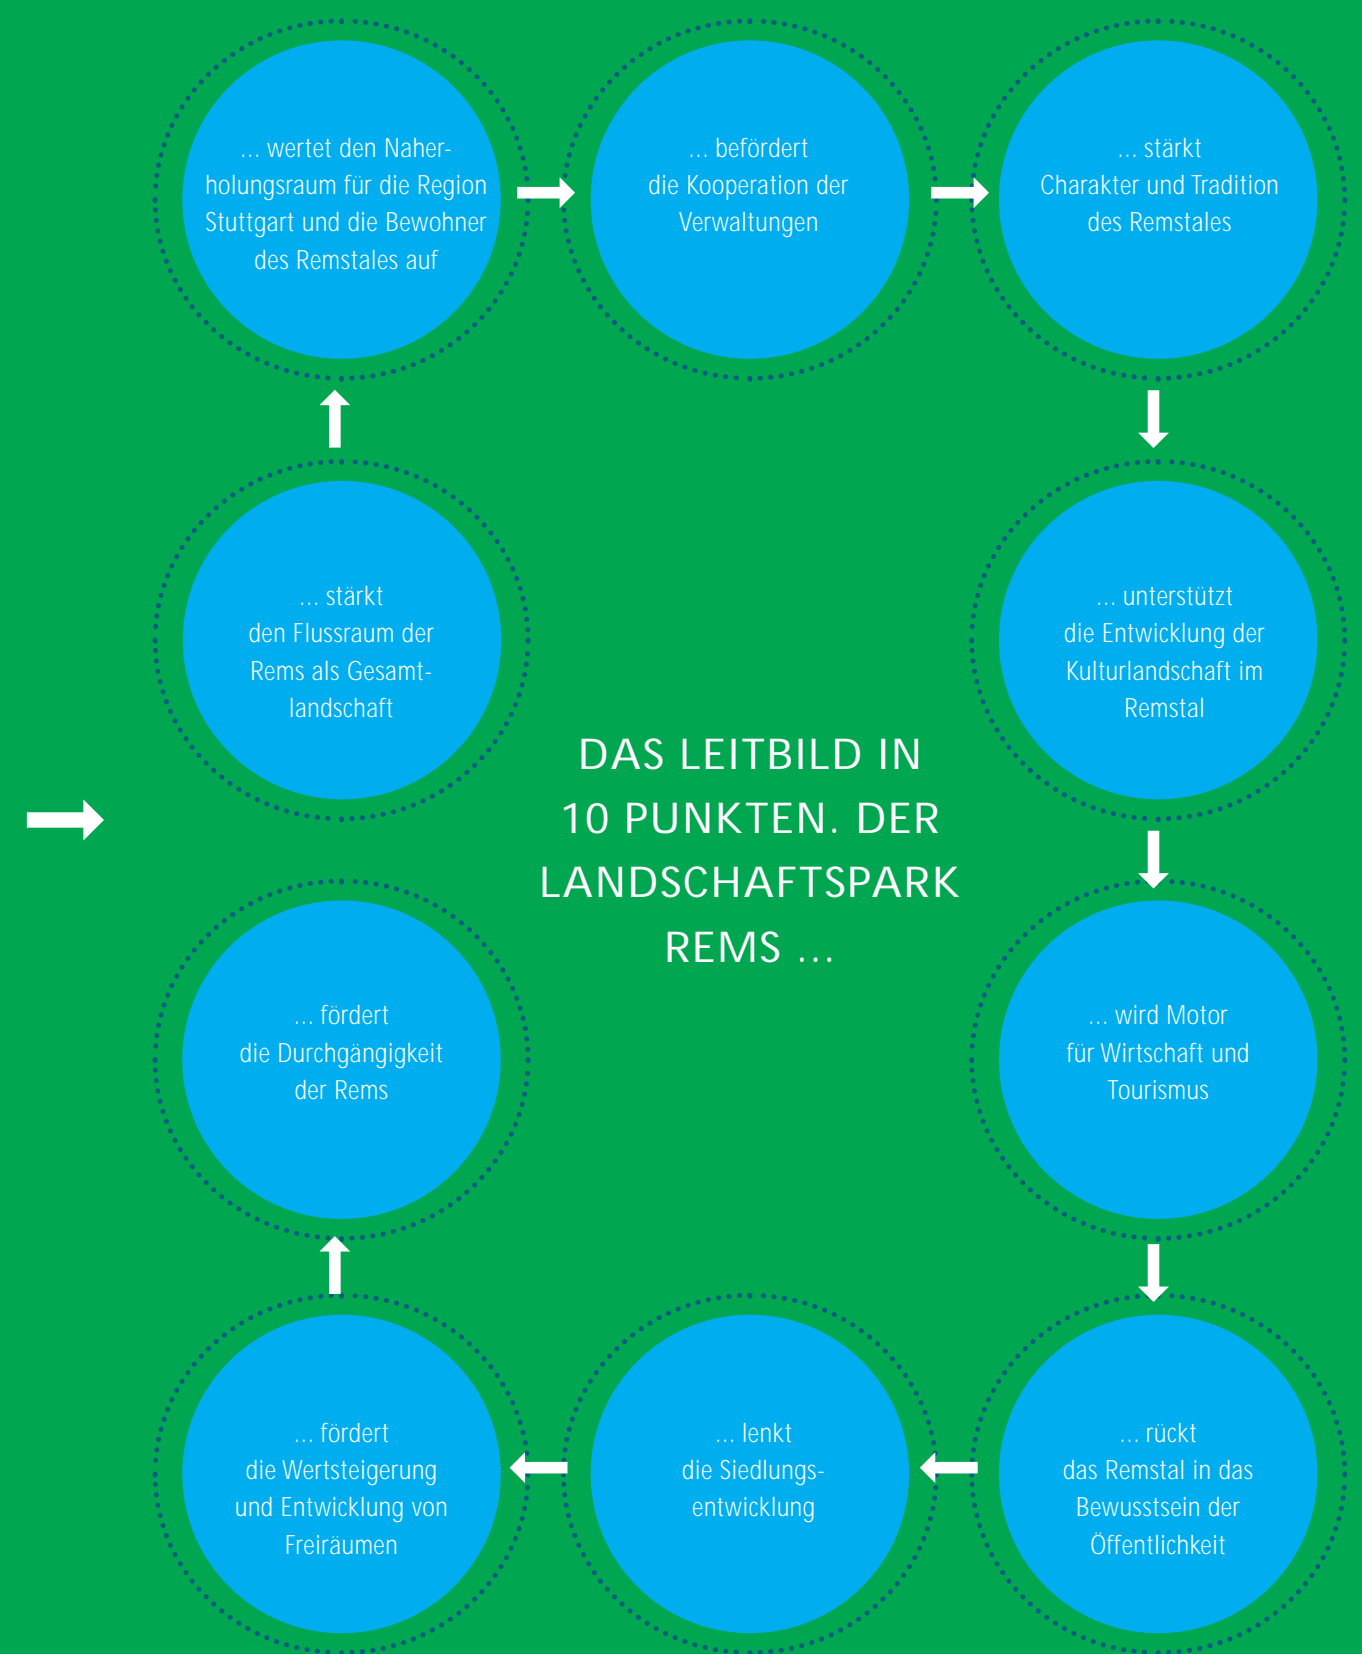 ... wertet den Naher-
holungsraum für die Region
Stuttgart und die Bewohner
des Remstales auf
... befördert
die Kooperation der
Verwaltungen
... stärkt
Charakter und Tradition
des Remstales
... stärkt
den Flussraum der
Rems als Gesamt-
landschaft
... unterstützt
die Entwicklung der
Kulturlandschaft im
Remstal
DAS LEITBILD IN
10 PUNKTEN. DER
LANDSCHAFTSPARK
REMS ...
... fördert
die Durchgängigkeit
der Rems
... wird Motor
für Wirtschaft und
Tourismus
... fördert
die Wertsteigerung
und Entwicklung von
Freiräumen
... lenkt
die Siedlungs-
entwicklung
... rückt
das Remstal in das
Bewusstsein der
Öffentlichkeit